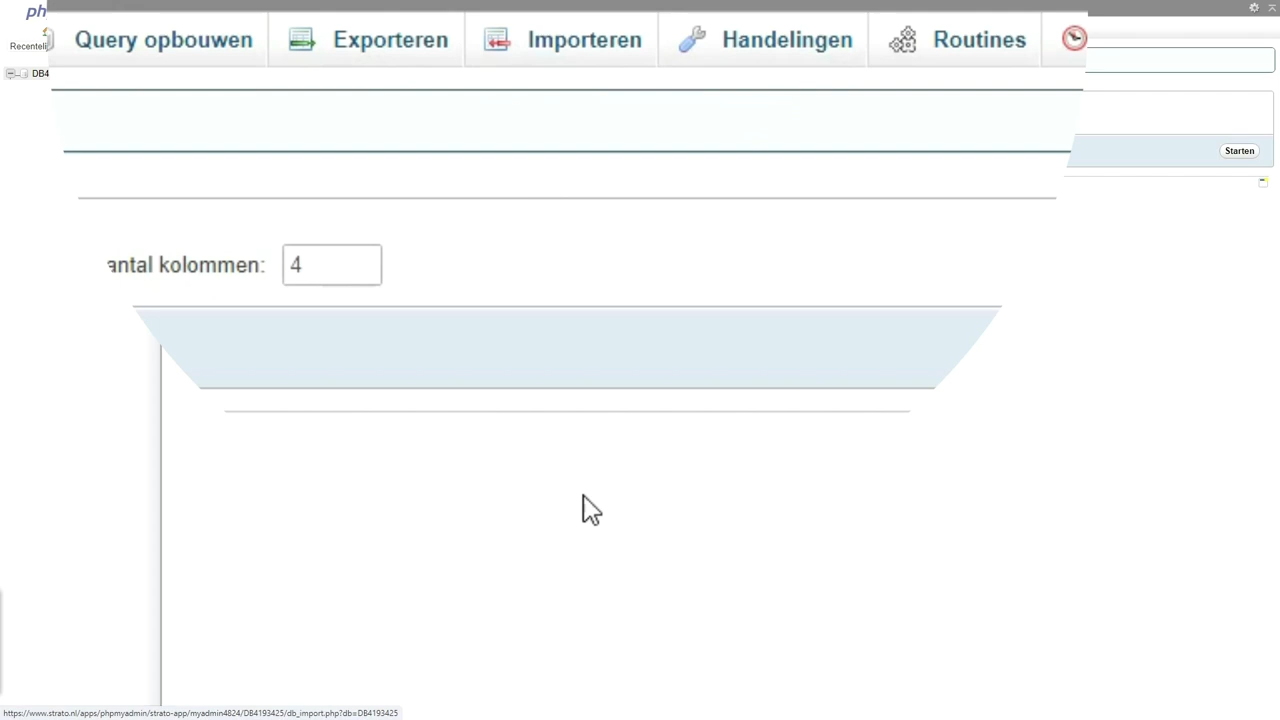 ph
Query opbouwen Exporteren Importeren Handelingen Routines
DB4
Starten
antal kolommen: 4
https://www.strato.nl/apps/phpmyadmin/strato-app/myadmin4824/DB4193425/db_import.php?db=DB4193425